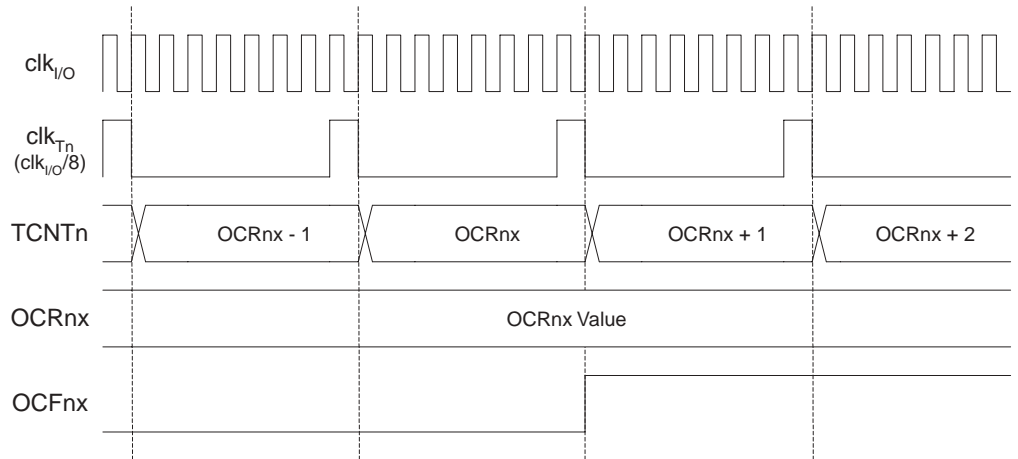 clkI/O
clkTn
(clkI/O/8)
TCNTn
OCRnx - 1
OCRnx
OCRnx + 1
OCRnx + 2
OCRnx
OCRnx Value
OCFnx